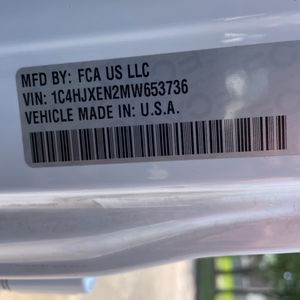 MFD BY: FCA US LLC
VIN: 1C4HJXEN2MW653736
VEHICLE MADE IN: U.S.A.